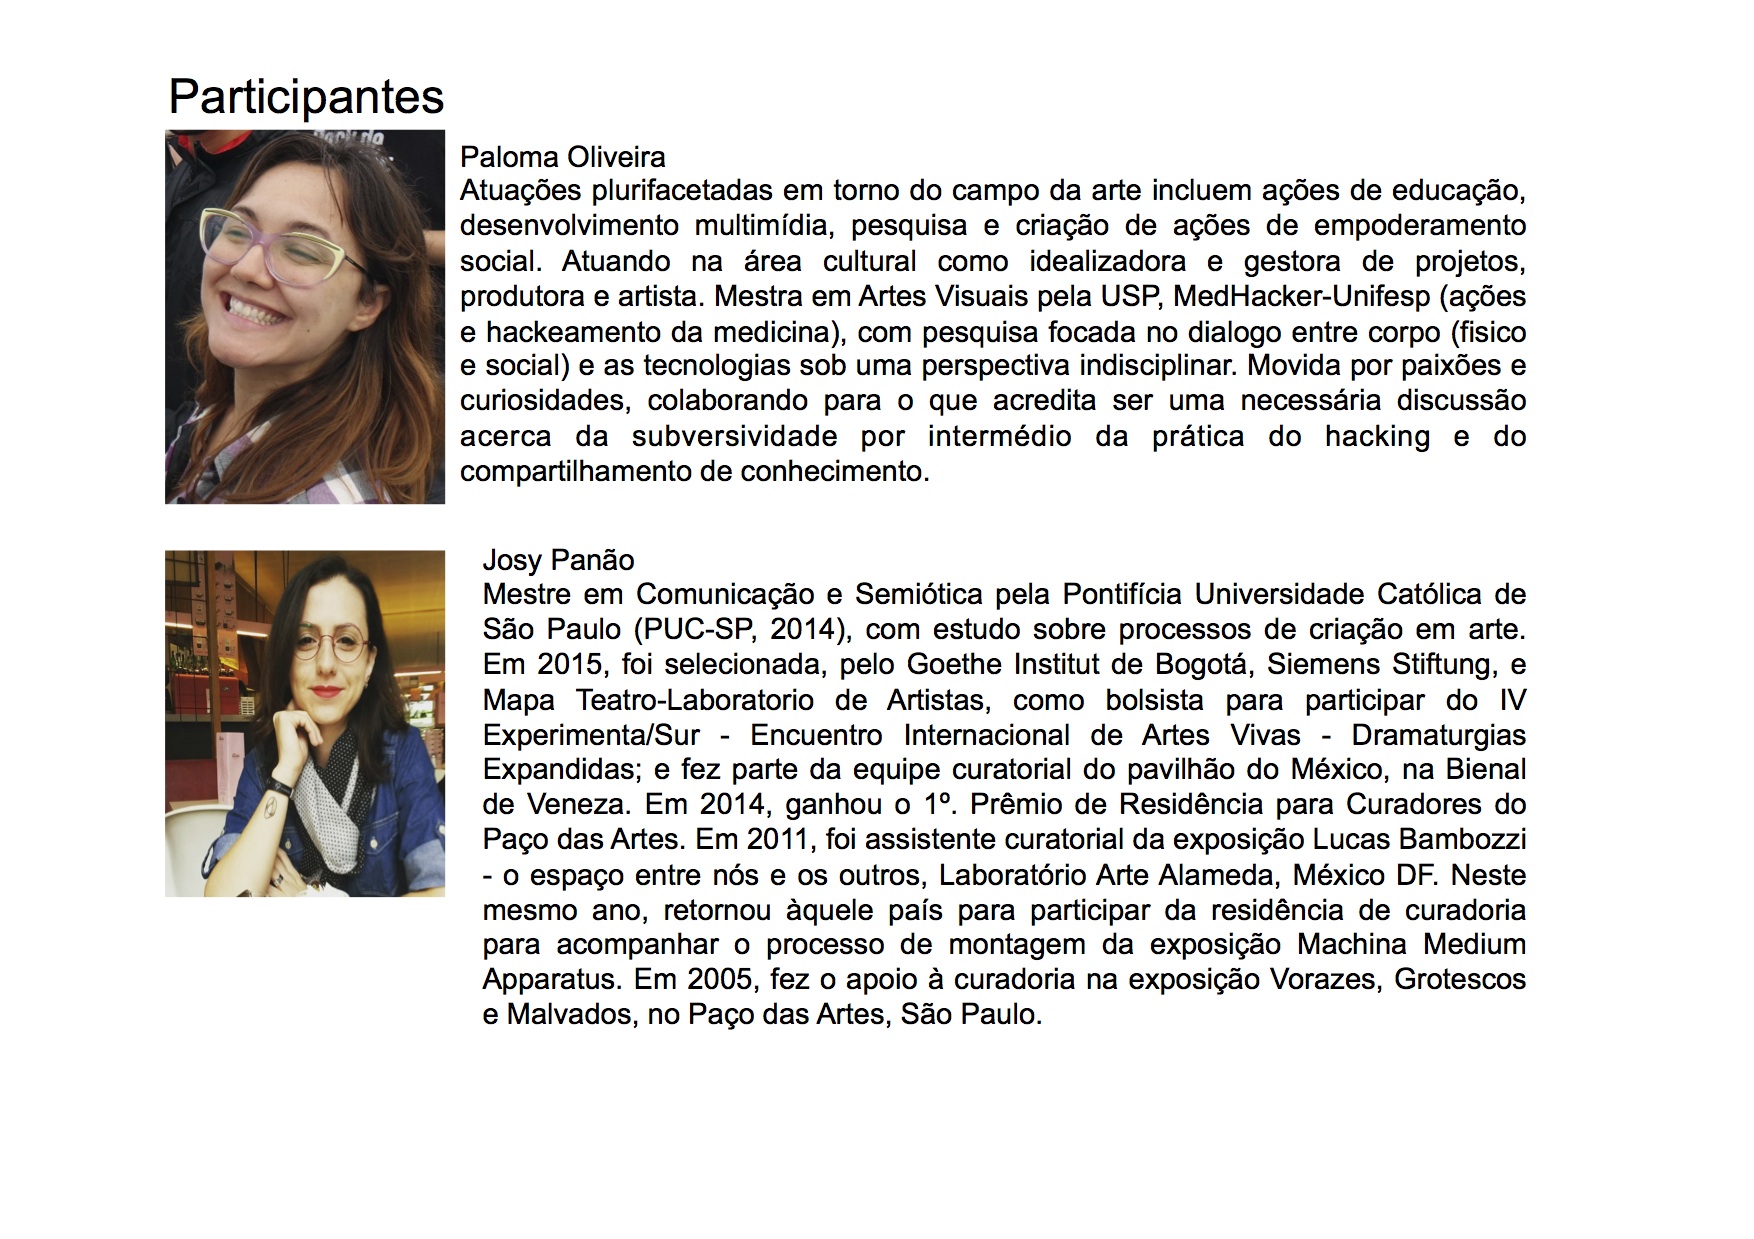 Participantes
Paloma Oliveira
Atuações plurifacetadas em torno do campo da arte incluem ações de educação,
desenvolvimento multimídia, pesquisa e criação de ações de empoderamento
social. Atuando na área cultural como idealizadora e gestora de projetos,
produtora e artista. Mestra em Artes Visuais pela USP, MedHacker-Unifesp (ações
e hackeamento da medicina), com pesquisa focada no dialogo entre corpo (fisico
e social) e as tecnologias sob uma perspectiva indisciplinar. Movida por paixões e
curiosidades, colaborando para o que acredita ser uma necessária discussão
acerca da subversividade por intermédio da prática do hacking e do
compartilhamento de conhecimento.
Josy Panão
Mestre em Comunicação e Semiótica pela Pontifícia Universidade Católica de
São Paulo (PUC-SP, 2014), com estudo sobre processos de criação em arte.
Em 2015, foi selecionada, pelo Goethe Institut de Bogotá, Siemens Stiftung, e
Mapa Teatro-Laboratorio de Artistas, como bolsista para participar do IV
Experimenta/Sur - Encuentro Internacional de Artes Vivas - Dramaturgias
Expandidas; e fez parte da equipe curatorial do pavilhão do México, na Bienal
de Veneza. Em 2014, ganhou o 1º. Prêmio de Residência para Curadores do
Paço das Artes. Em 2011, foi assistente curatorial da exposição Lucas Bambozzi
- o espaço entre nós e os outros, Laboratório Arte Alameda, México DF. Neste
mesmo ano, retornou àquele país para participar da residência de curadoria
para acompanhar o processo de montagem da exposição Machina Medium
Apparatus. Em 2005, fez o apoio à curadoria na exposição Vorazes, Grotescos
e Malvados, no Paço das Artes, São Paulo.